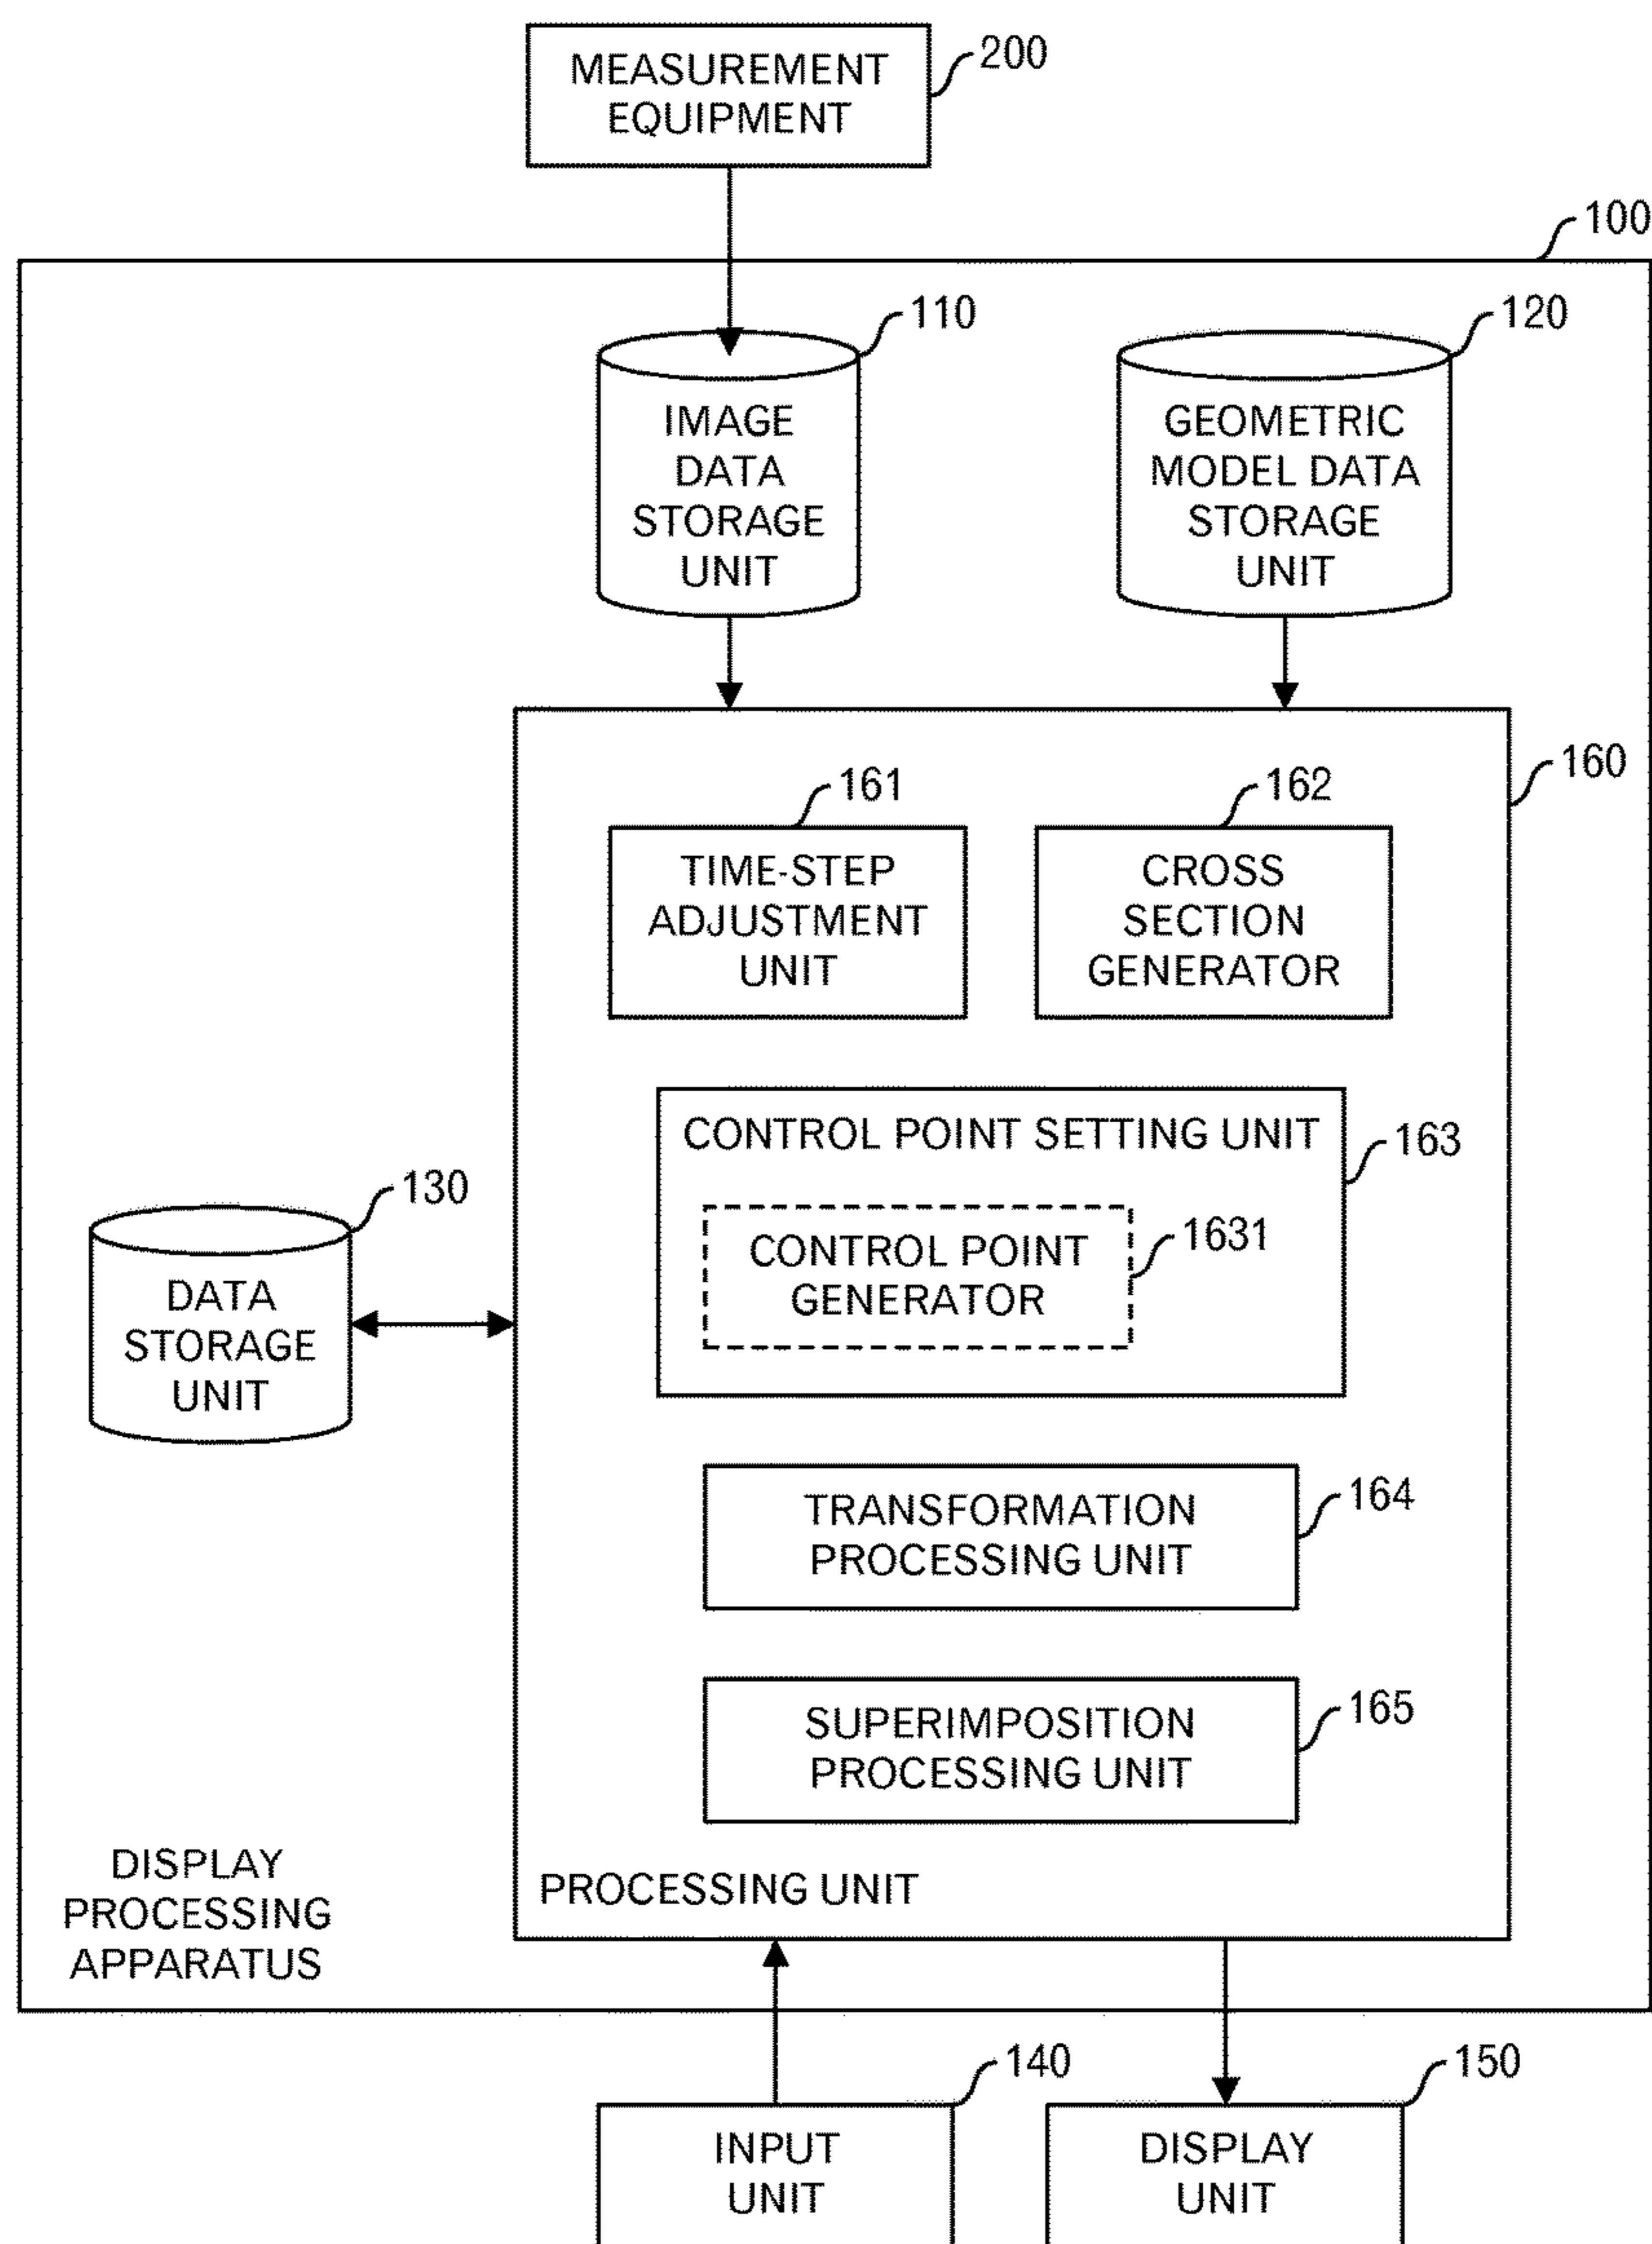 MEASUREMENT
EQUIPMENT
200
100
110
120
IMAGE
DATA
STORAGE
UNIT
GEOMETRIC
MODEL DATA
STORAGE
UNIT
160
161
162
TIME-STEP
ADJUSTMENT
UNIT
CROSS
SECTION
GENERATOR
CONTROL POINT SETTING UNIT
163
1631
CONTROL POINT
GENERATOR
130
DATA
STORAGE
UNIT
164
TRANSFORMATION
PROCESSING UNIT
165
SUPERIMPOSITION
PROCESSING UNIT
PROCESSING UNIT
DISPLAY
PROCESSING
APPARATUS
140
150
INPUT
UNIT
DISPLAY
UNIT